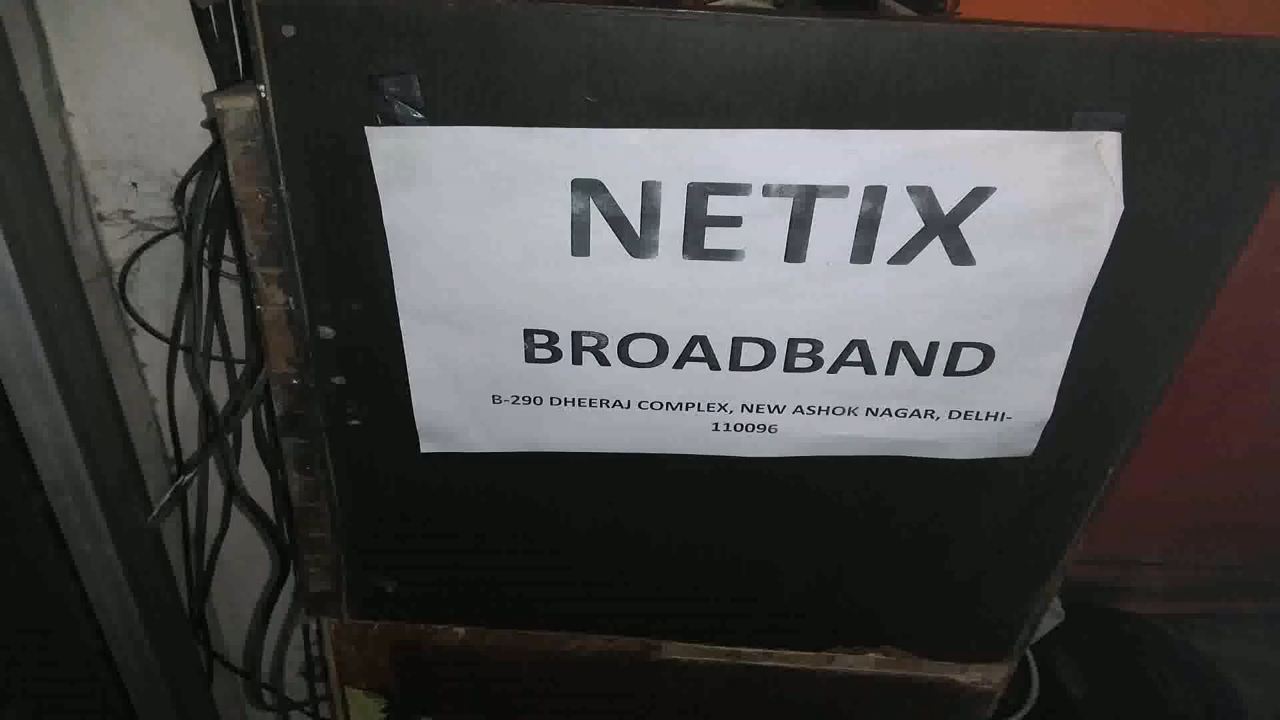 NETIX
BROADBAND
B-290 DHEERAJ COMPLEX, NEW ASHOK NAGAR, DELHI-
110096